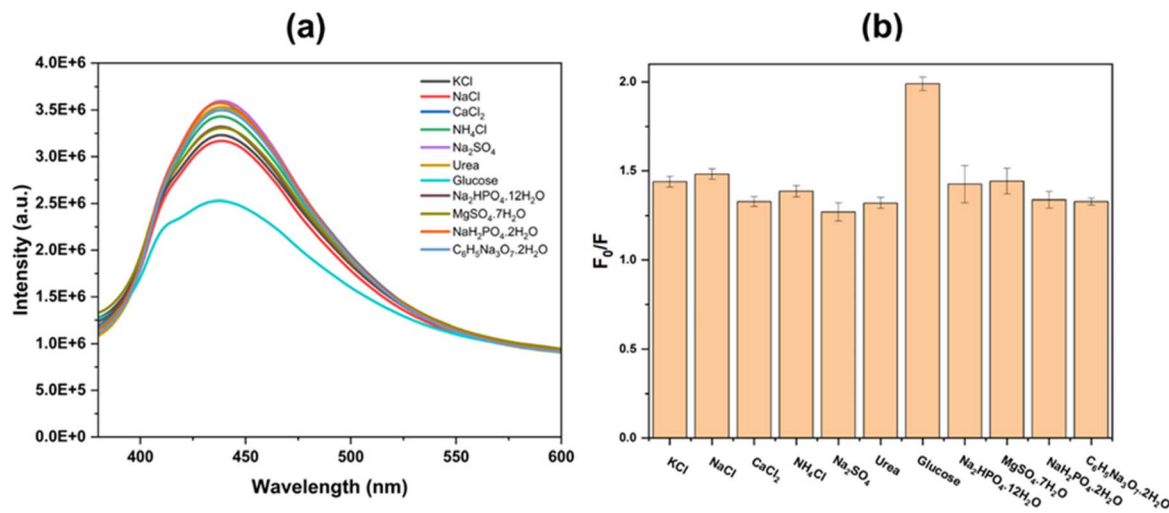 (a)
4.0E+6
3.5E+6
3.0E+6
2.5E+6
2.0E+6
1.5E+6
1.0E+6
5.0E+5
0.0E+0
Intensity (a.u.)
400
450
500
550
600
Wavelength (nm)
KCl
NaCl
CaCl₂
NH₄Cl
Na₂SO₄
Urea
Glucose
Na₂HPO₄.12H₂O
MgSO₄.7H₂O
NaH₂PO₄.2H₂O
C₆H₅Na₃O₇.2H₂O
(b)
2.0
1.5
1.0
0.5
0.0
F₀/F
KCl
NaCl
CaCl₂
NH₄Cl
Na₂SO₄
Urea
Glucose
Na₂HPO₄.12H₂O
MgSO₄.7H₂O
NaH₂PO₄.2H₂O
C₆H₅Na₃O₇.2H₂O